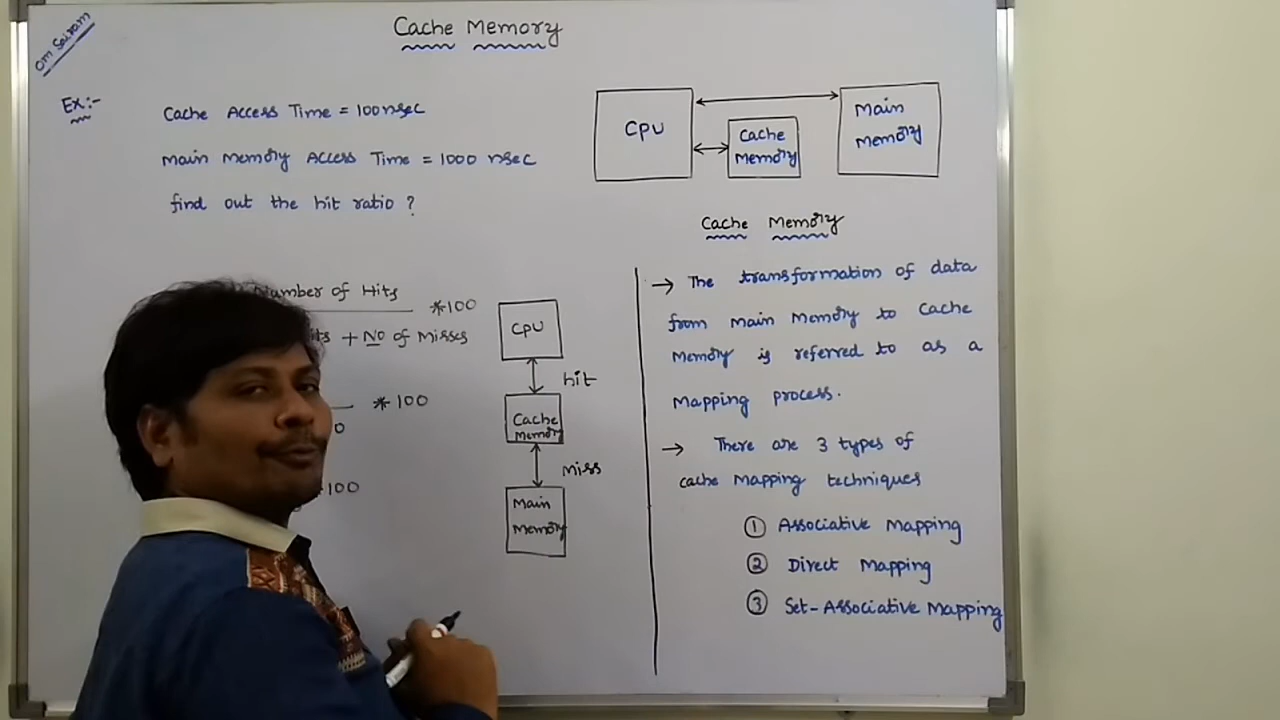 Om Sairam
Cache Memory
Ex:-
Cache Access Time = 100 nsec
Main Memory Access Time = 1000 nsec
find out the hit ratio ?
CPU
Cache
Memory
Main
Memory
Number of Hits
*100
+ No of Misses
* 100
0
100
CPU
hit
Cache
Memory
miss
Main
Memory
Cache Memory
→ The transformation of data
from Main Memory to Cache
Memory is referred to as a
Mapping process.
→ There are 3 types of
cache Mapping techniques
① Associative Mapping
② Direct Mapping
③ Set-Associative Mapping